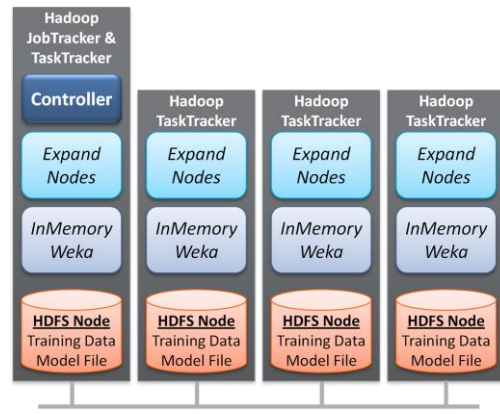 Hadoop
JobTracker &
TaskTracker
Controller
Expand
Nodes
InMemory
Weka
HDFS Node
Training Data
Model File
Hadoop
TaskTracker
Expand
Nodes
InMemory
Weka
HDFS Node
Training Data
Model File
Hadoop
TaskTracker
Expand
Nodes
InMemory
Weka
HDFS Node
Training Data
Model File
Hadoop
TaskTracker
Expand
Nodes
InMemory
Weka
HDFS Node
Training Data
Model File